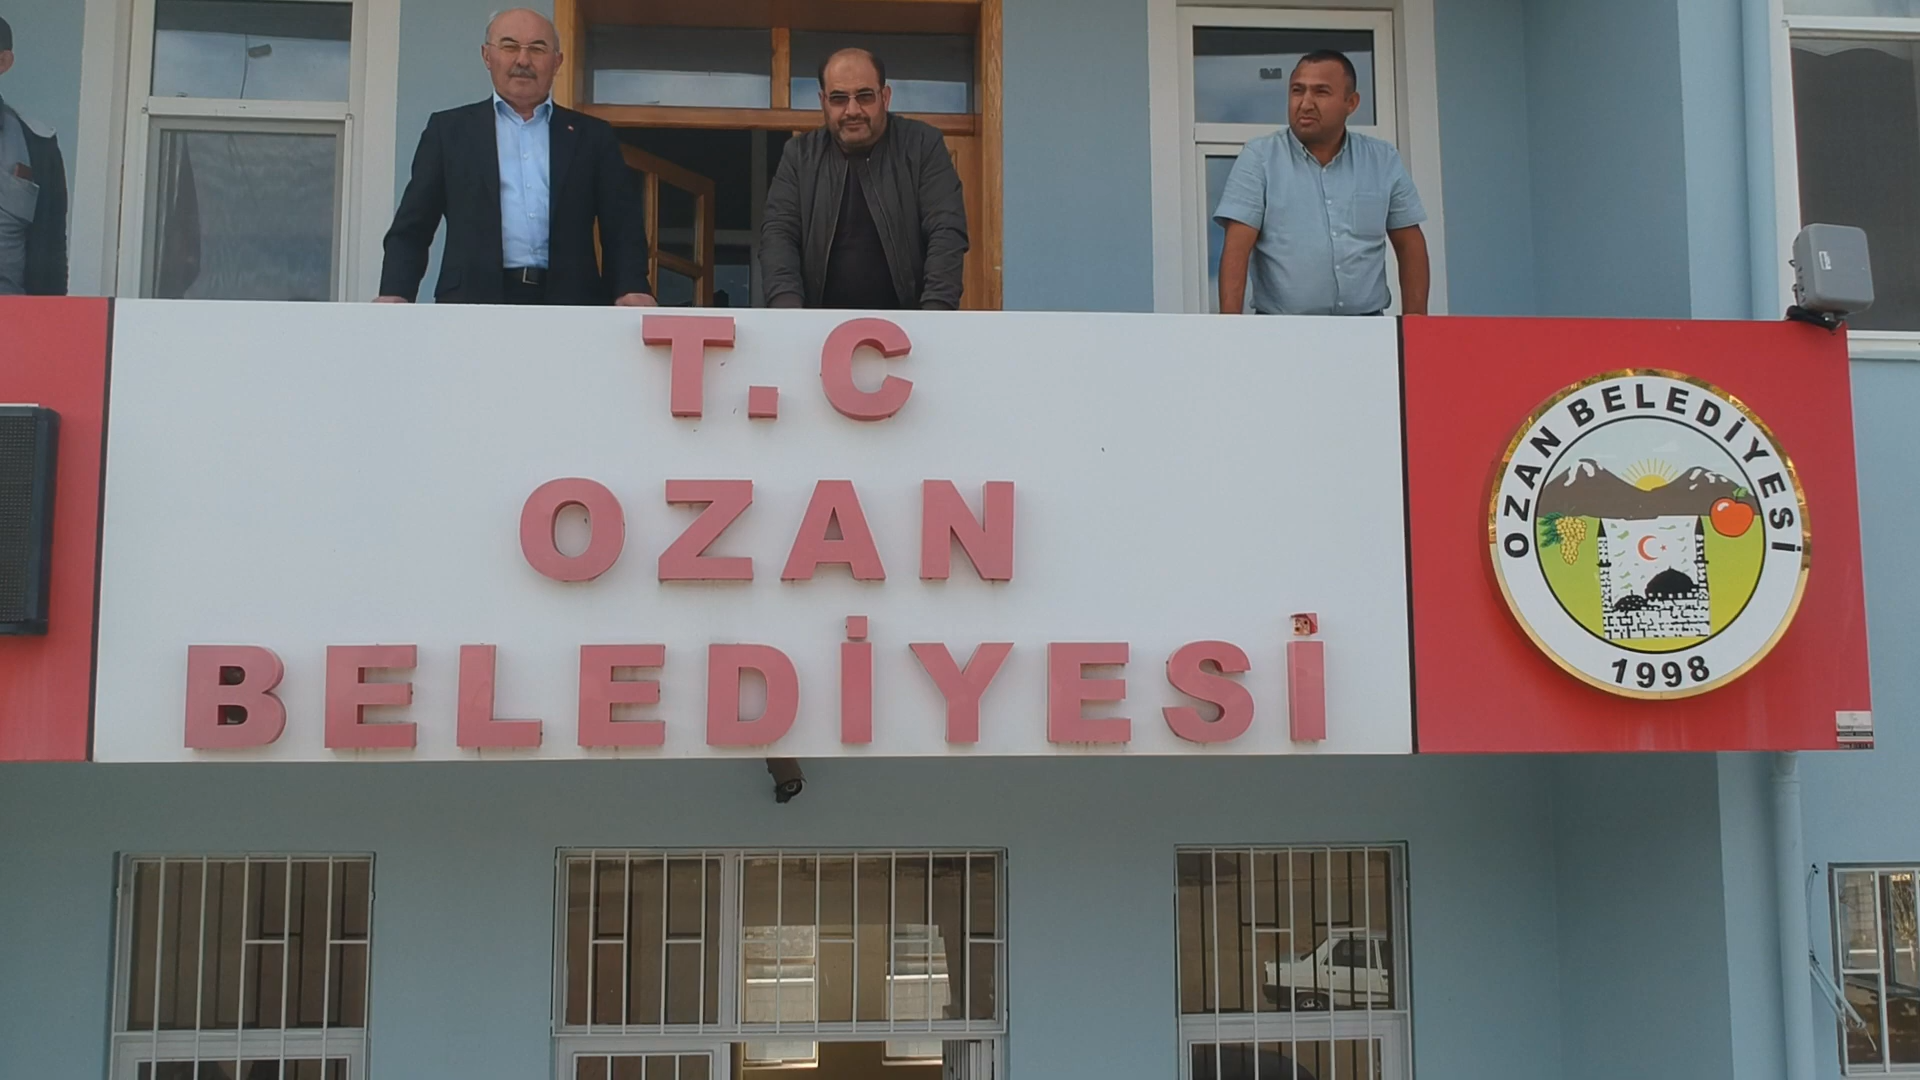 T.C
OZAN
BELEDİYESİ
OZAN BELEDİYESİ
1998